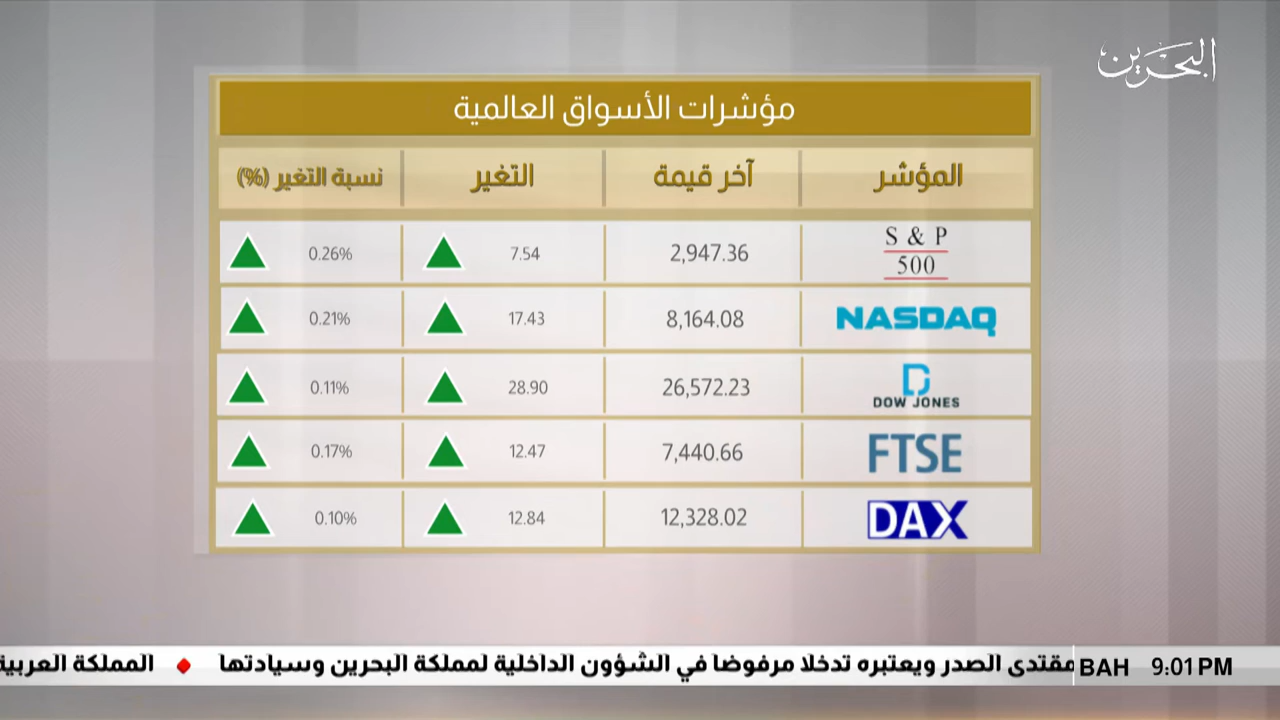 البحرين
مؤشرات الأسواق العالمية
المؤشر آخر قيمة التغير نسبة التغير (%)
S & P 500 2,947.36 7.54 0.26%
NASDAQ 8,164.08 17.43 0.21%
DOW JONES 26,572.23 28.90 0.11%
FTSE 7,440.66 12.47 0.17%
DAX 12,328.02 12.84 0.10%
مقتدى الصدر ويعتبره تدخلا مرفوضا في الشؤون الداخلية لمملكة البحرين وسيادتها ♦ المملكة العربية
BAH 9:01 PM